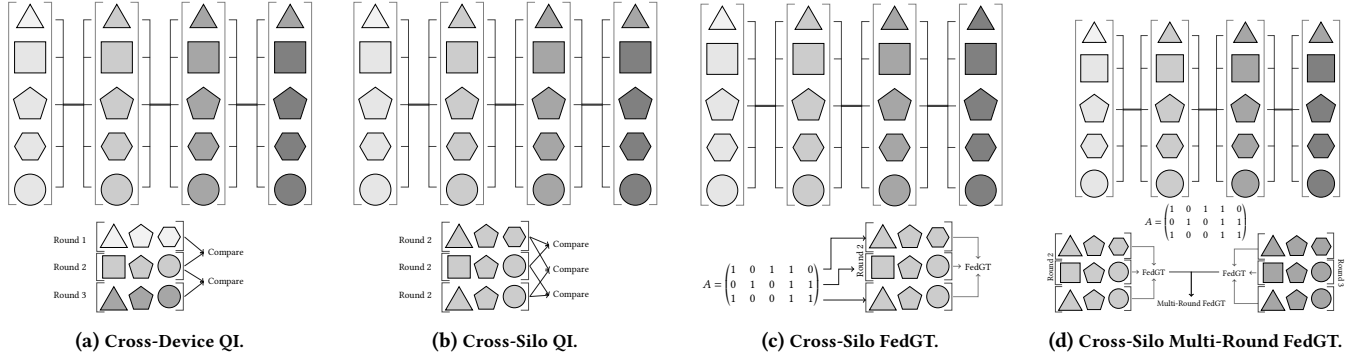 Round 1
Round 2
Round 3
Compare
Compare
(a) Cross-Device QI.
Round 2
Round 2
Round 2
Compare
Compare
Compare
(b) Cross-Silo QI.
A = (1 0 1 1 0
0 1 0 1 1
1 0 0 1 1)
Round 2
FedGT
(c) Cross-Silo FedGT.
A = (1 0 1 1 0
0 1 0 1 1
1 0 0 1 1)
Round 2
FedGT
FedGT
Round 3
Multi-Round FedGT
(d) Cross-Silo Multi-Round FedGT.